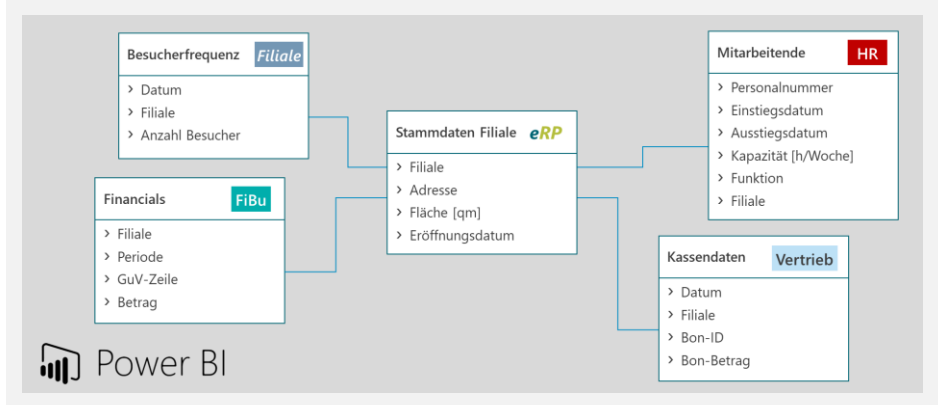 Besucherfrequenz Filiale
› Datum
› Filiale
› Anzahl Besucher
Financials FiBu
› Filiale
› Periode
› GuV-Zeile
› Betrag
Stammdaten Filiale eRP
› Filiale
› Adresse
› Fläche [qm]
› Eröffnungsdatum
Mitarbeitende HR
› Personalnummer
› Einstiegsdatum
› Ausstiegsdatum
› Kapazität [h/Woche]
› Funktion
› Filiale
Kassendaten Vertrieb
› Datum
› Filiale
› Bon-ID
› Bon-Betrag
Power BI